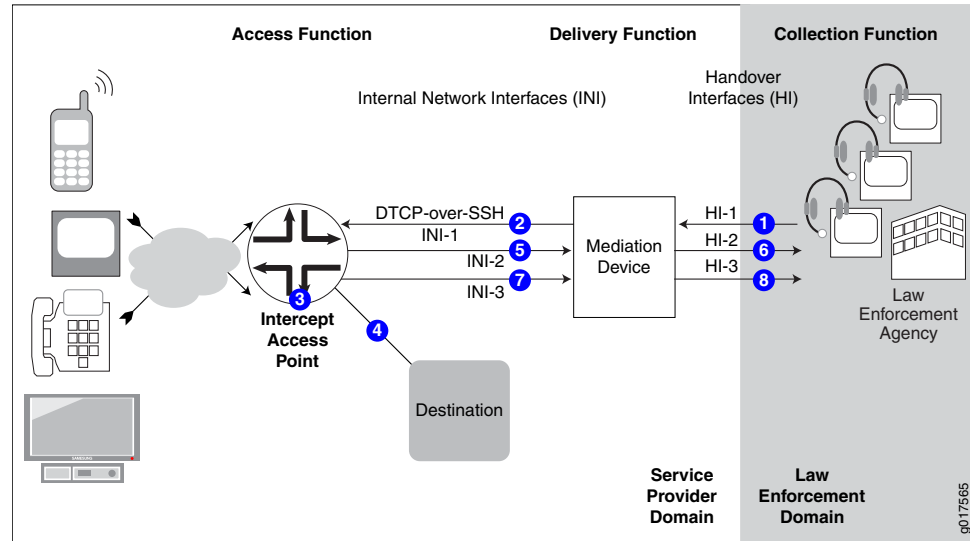 Access Function
Delivery Function
Collection Function
Internal Network Interfaces (INI)
Handover
Interfaces (HI)
DTCP-over-SSH
2
INI-1
5
INI-2
7
INI-3
3
Intercept
Access
Point
4
Destination
Mediation
Device
HI-1
1
HI-2
6
HI-3
8
Law
Enforcement
Agency
SAMSUNG
Service
Provider
Domain
Law
Enforcement
Domain
g017565